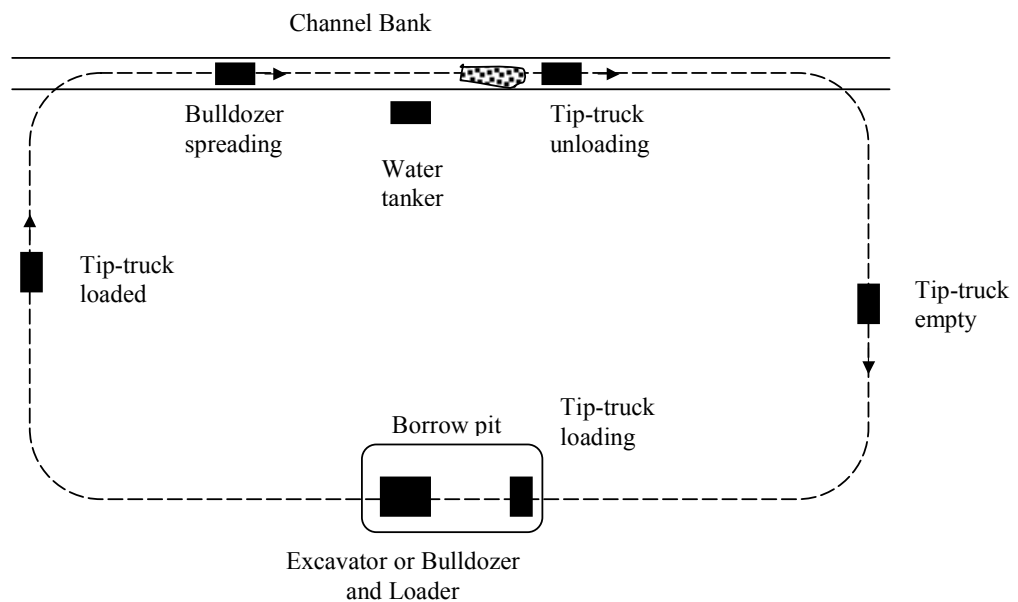 Channel Bank
Bulldozer
spreading
Water
tanker
Tip-truck
unloading
Tip-truck
loaded
Tip-truck
empty
Tip-truck
loading
Borrow pit
Excavator or Bulldozer
and Loader